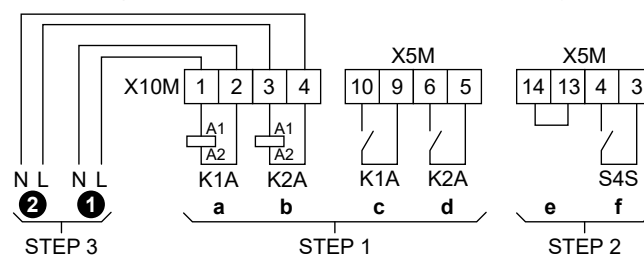 X5M X5M
X10M 1 2 3 4 10 9 6 5 14 13 4 3
A1 A1
A2 A2
N L N L K1A K2A K1A K2A S4S
2 1 a b c d e f
STEP 3 STEP 1 STEP 2